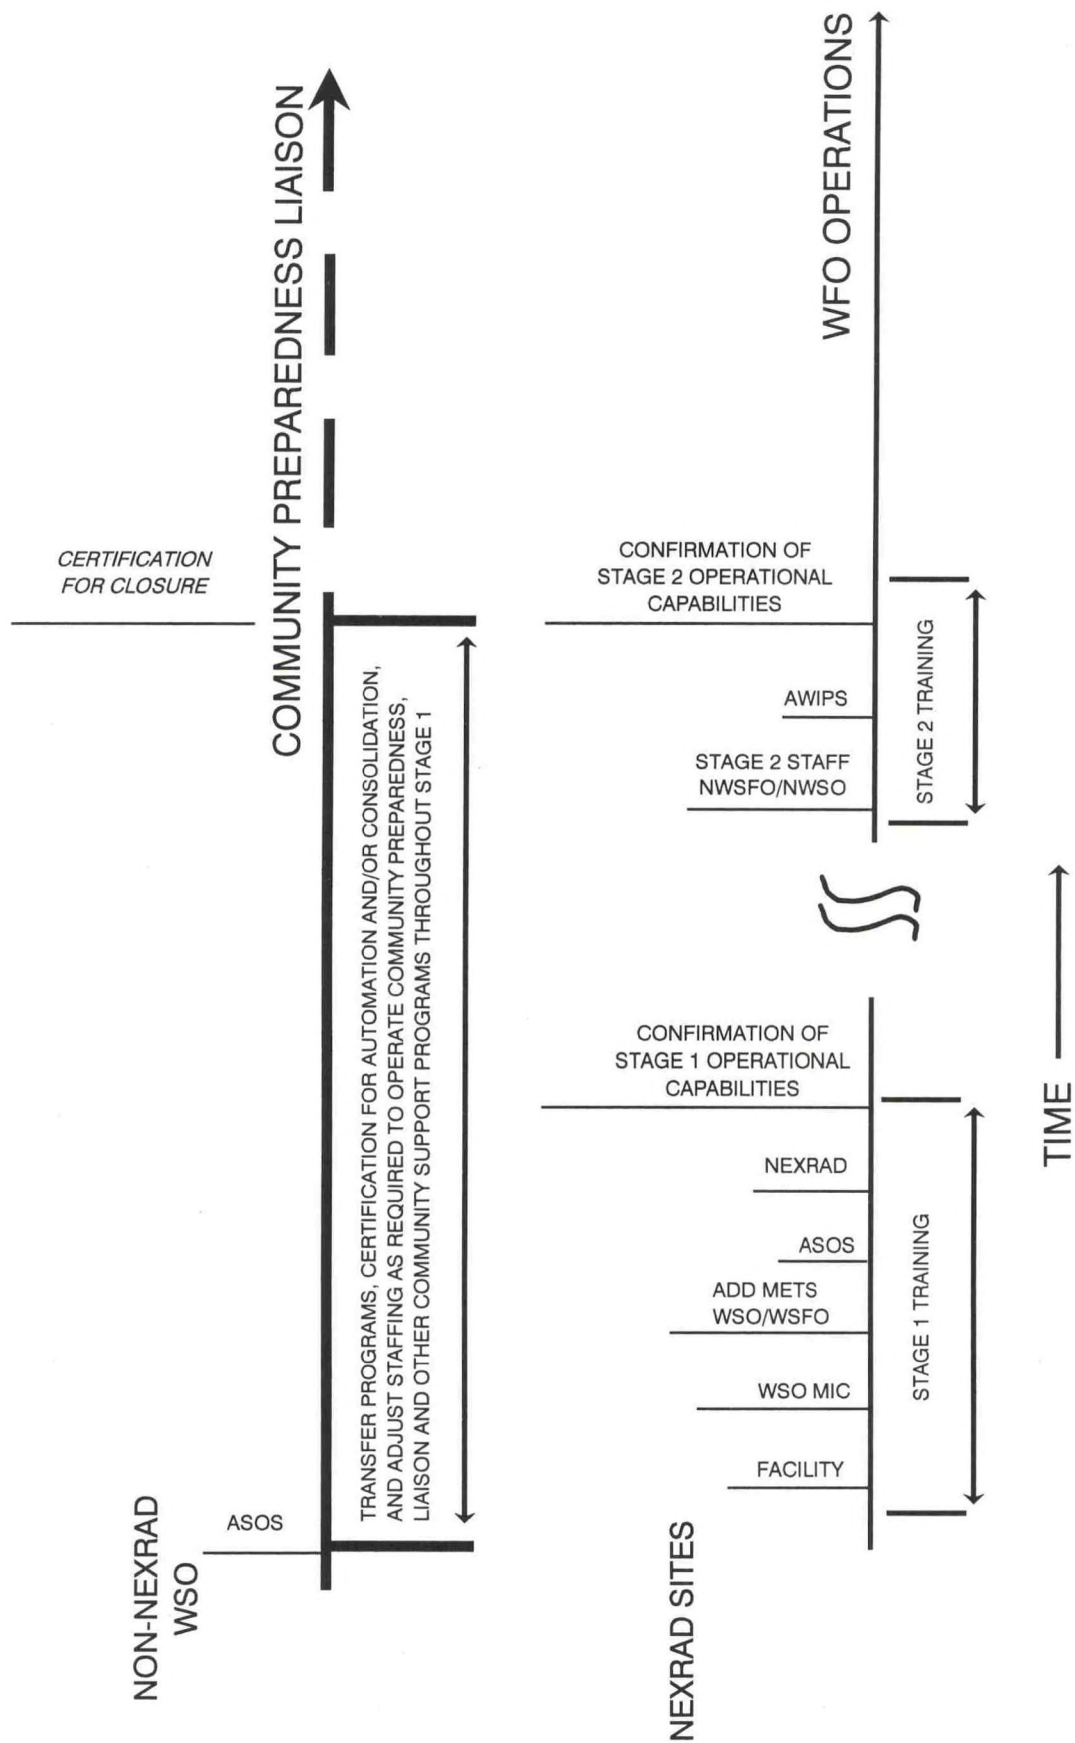 NON-NEXRAD
WSO
ASOS
CERTIFICATION
FOR CLOSURE
COMMUNITY PREPAREDNESS LIAISON
TRANSFER PROGRAMS, CERTIFICATION FOR AUTOMATION AND/OR CONSOLIDATION,
AND ADJUST STAFFING AS REQUIRED TO OPERATE COMMUNITY PREPAREDNESS,
LIAISON AND OTHER COMMUNITY SUPPORT PROGRAMS THROUGHOUT STAGE 1
NEXRAD SITES
FACILITY
WSO MIC
ADD METS
WSO/WSFO
ASOS
NEXRAD
CONFIRMATION OF
STAGE 1 OPERATIONAL
CAPABILITIES
STAGE 2 STAFF
NWSFO/NWSO
AWIPS
CONFIRMATION OF
STAGE 2 OPERATIONAL
CAPABILITIES
WFO OPERATIONS
STAGE 1 TRAINING
STAGE 2 TRAINING
TIME